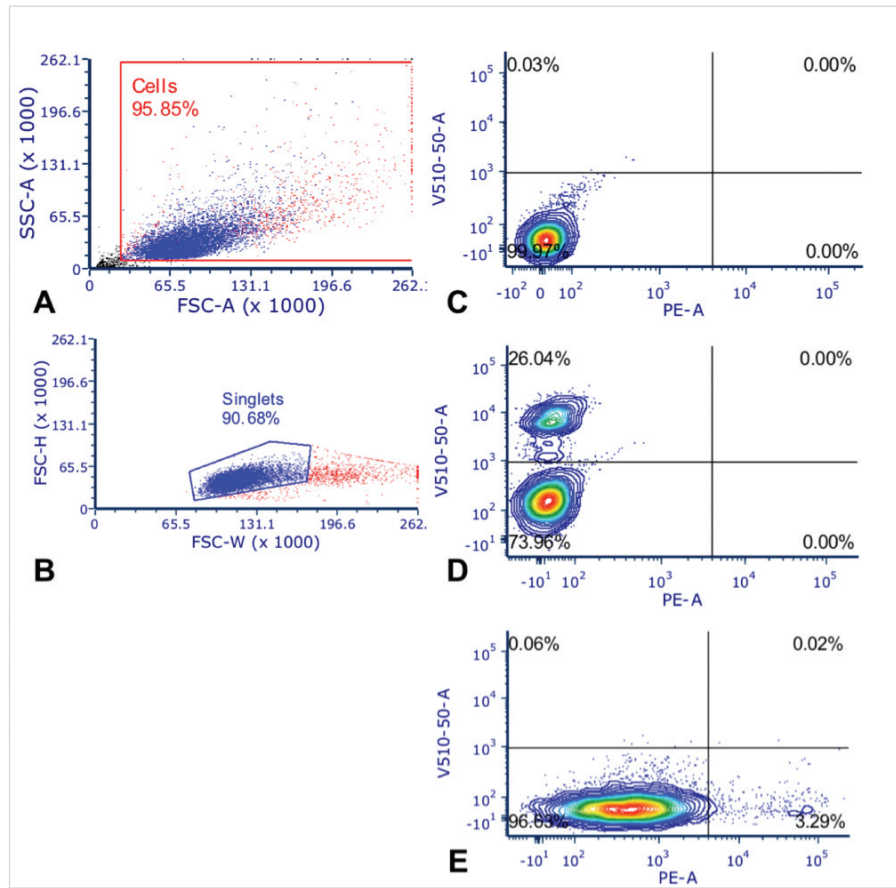 262.1
196.6
131.1
65.5
0
SSC-A (x 1000)
Cells
95.85%
0 65.5 131.1 196.6 262.:
FSC-A (x 1000)
A
262.1
196.6
131.1
65.5
0
FSC-H (x 1000)
Singlets
90.68%
0 65.5 131.1 196.6 262.
FSC-W (x 1000)
B
0.03% 0.00%
10⁵
10⁴
10³
10²
-10¹
V510-50-A
99.97% 0.00%
-10² 0 10² 10³ 10⁴ 10⁵
PE-A
C
26.04% 0.00%
10⁵
10⁴
10³
10²
-10¹
V510-50-A
73.96% 0.00%
-10¹ 10² 10³ 10⁴ 10⁵
PE-A
D
0.06% 0.02%
10⁵
10⁴
10³
10²
-10¹
V510-50-A
96.63% 3.29%
-10¹ 10² 10³ 10⁴ 10⁵
PE-A
E